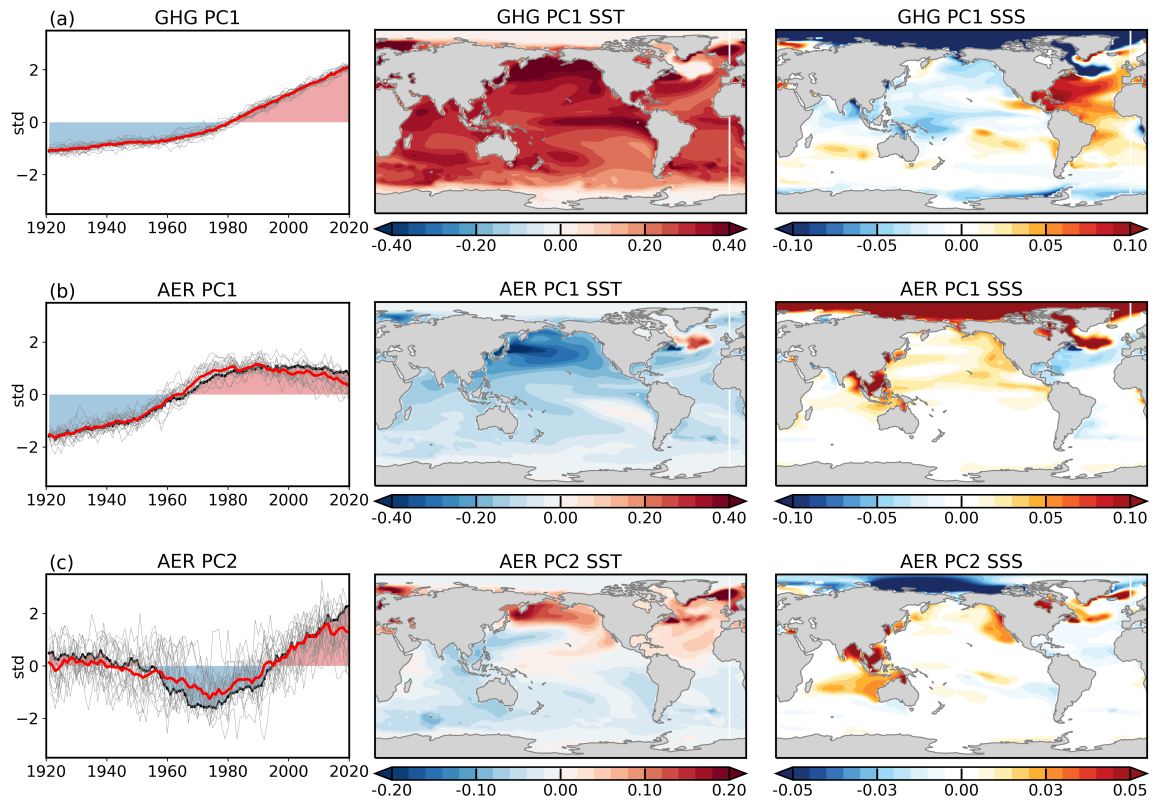 (a) GHG PC1 GHG PC1 SST GHG PC1 SSS
2
0
−2
std
1920 1940 1960 1980 2000 2020
-0.40 -0.20 0.00 0.20 0.40 -0.10 -0.05 0.00 0.05 0.10
(b) AER PC1 AER PC1 SST AER PC1 SSS
2
0
−2
std
1920 1940 1960 1980 2000 2020
-0.40 -0.20 0.00 0.20 0.40 -0.10 -0.05 0.00 0.05 0.10
(c) AER PC2 AER PC2 SST AER PC2 SSS
2
0
−2
std
1920 1940 1960 1980 2000 2020
-0.20 -0.10 0.00 0.10 0.20 -0.05 -0.03 0.00 0.03 0.05